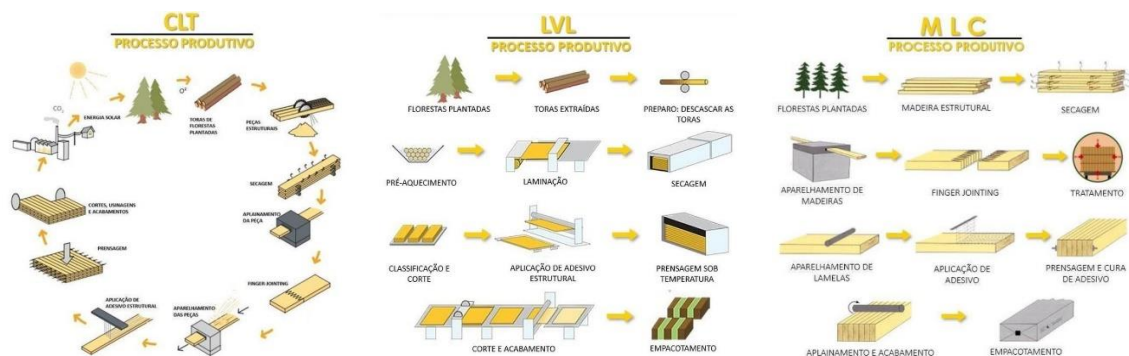 CLT
PROCESSO PRODUTIVO
CO₂
ENERGIA SOLAR
O²
TORAS DE
FLORESTAS
PLANTADAS
PEÇAS
ESTRUTURAIS
SECAGEM
APLAINAMENTO
DA PEÇA
FINGER JOINTING
APARELHAMENTO
DAS PEÇAS
APLICAÇÃO DE
ADESIVO ESTRUTURAL
PRENSAGEM
CORTES, USINAGENS
E ACABAMENTOS
LVL
PROCESSO PRODUTIVO
FLORESTAS PLANTADAS
TORAS EXTRAÍDAS
PREPARO: DESCASCAR AS
TORAS
PRÉ-AQUECIMENTO
LAMINAÇÃO
SECAGEM
CLASSIFICAÇÃO E
CORTE
APLICAÇÃO DE ADESIVO
ESTRUTURAL
PRENSAGEM SOB
TEMPERATURA
CORTE E ACABAMENTO
EMPACOTAMENTO
MLC
PROCESSO PRODUTIVO
FLORESTAS PLANTADAS
MADEIRA ESTRUTURAL
SECAGEM
APARELHAMENTO DE
MADEIRAS
FINGER JOINTING
TRATAMENTO
APARELHAMENTO DE
LAMELAS
APLICAÇÃO DE
ADESIVO
PRENSAGEM E CURA
DE ADESIVO
APLAINAMENTO E ACABAMENTO
EMPACOTAMENTO